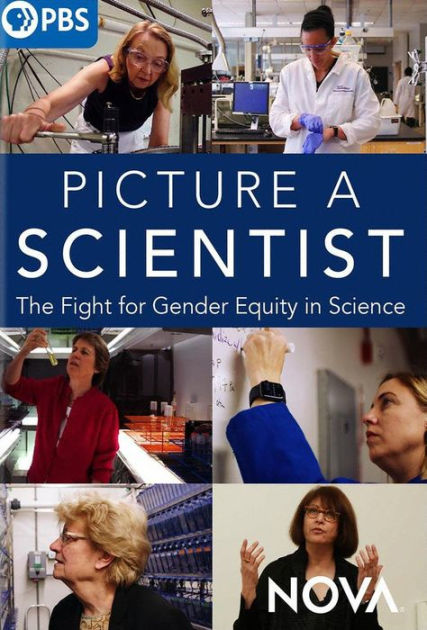 PBS
PICTURE A
SCIENTIST
The Fight for Gender Equity in Science
NOVA